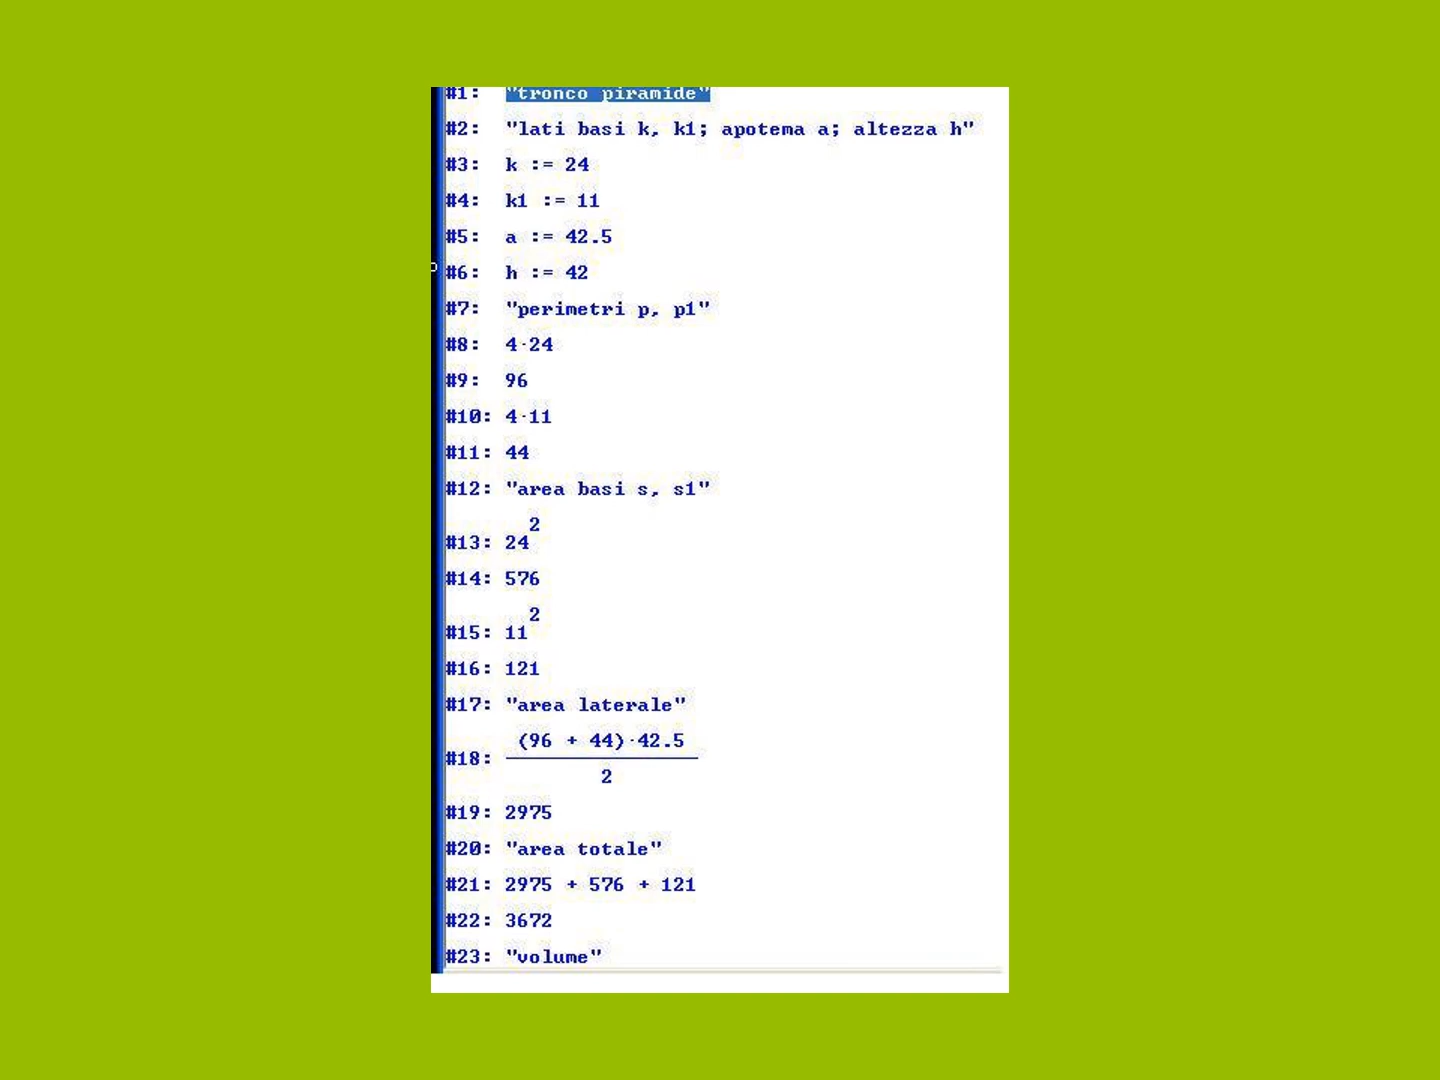 #1: "tronco piramide"
#2: "lati basi k, k1; apotema a; altezza h"
#3: k := 24
#4: k1 := 11
#5: a := 42.5
#6: h := 42
#7: "perimetri p, p1"
#8: 4·24
#9: 96
#10: 4·11
#11: 44
#12: "area basi s, s1"
2
#13: 24
#14: 576
2
#15: 11
#16: 121
#17: "area laterale"
(96 + 44)·42.5
#18:
2
#19: 2975
#20: "area totale"
#21: 2975 + 576 + 121
#22: 3672
#23: "volume"